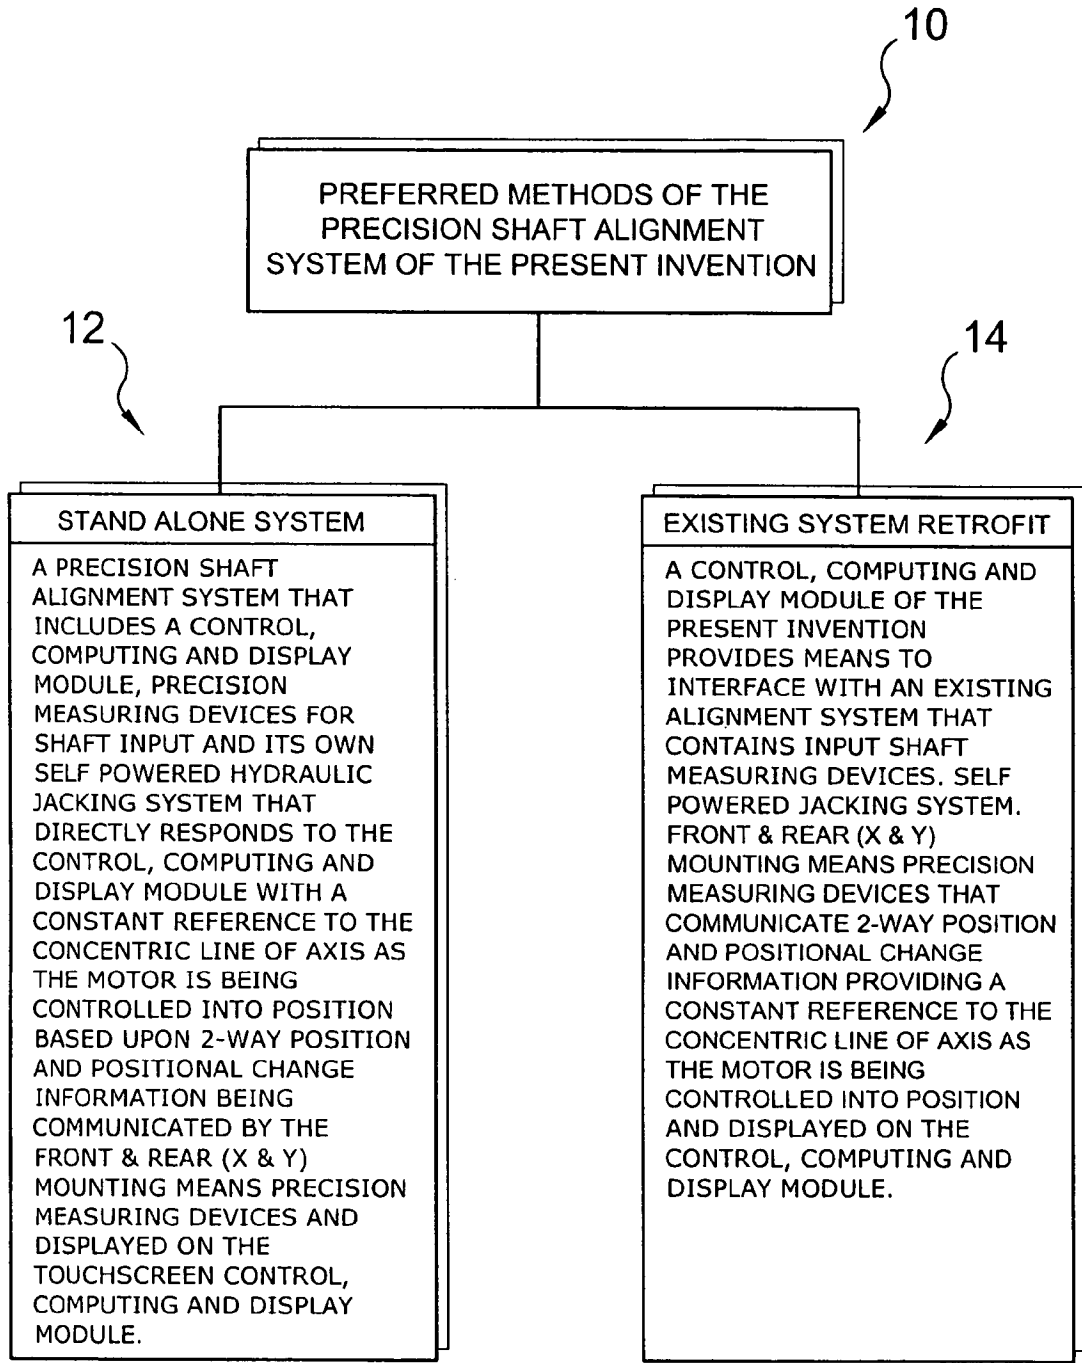 10
PREFERRED METHODS OF THE
PRECISION SHAFT ALIGNMENT
SYSTEM OF THE PRESENT INVENTION
12
14
STAND ALONE SYSTEM
A PRECISION SHAFT
ALIGNMENT SYSTEM THAT
INCLUDES A CONTROL,
COMPUTING AND DISPLAY
MODULE, PRECISION
MEASURING DEVICES FOR
SHAFT INPUT AND ITS OWN
SELF POWERED HYDRAULIC
JACKING SYSTEM THAT
DIRECTLY RESPONDS TO THE
CONTROL, COMPUTING AND
DISPLAY MODULE WITH A
CONSTANT REFERENCE TO THE
CONCENTRIC LINE OF AXIS AS
THE MOTOR IS BEING
CONTROLLED INTO POSITION
BASED UPON 2-WAY POSITION
AND POSITIONAL CHANGE
INFORMATION BEING
COMMUNICATED BY THE
FRONT & REAR (X & Y)
MOUNTING MEANS PRECISION
MEASURING DEVICES AND
DISPLAYED ON THE
TOUCHSCREEN CONTROL,
COMPUTING AND DISPLAY
MODULE.
EXISTING SYSTEM RETROFIT
A CONTROL, COMPUTING AND
DISPLAY MODULE OF THE
PRESENT INVENTION
PROVIDES MEANS TO
INTERFACE WITH AN EXISTING
ALIGNMENT SYSTEM THAT
CONTAINS INPUT SHAFT
MEASURING DEVICES. SELF
POWERED JACKING SYSTEM.
FRONT & REAR (X & Y)
MOUNTING MEANS PRECISION
MEASURING DEVICES THAT
COMMUNICATE 2-WAY POSITION
AND POSITIONAL CHANGE
INFORMATION PROVIDING A
CONSTANT REFERENCE TO THE
CONCENTRIC LINE OF AXIS AS
THE MOTOR IS BEING
CONTROLLED INTO POSITION
AND DISPLAYED ON THE
CONTROL, COMPUTING AND
DISPLAY MODULE.